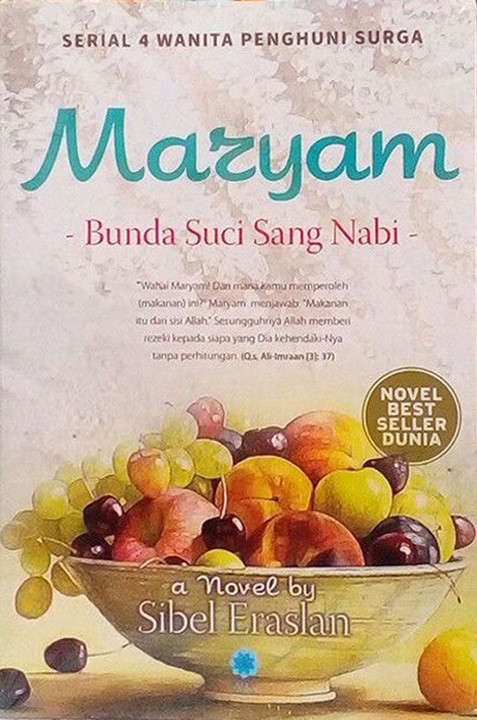 SERIAL 4 WANITA PENGHUNI SURGA
Maryam
- Bunda Suci Sang Nabi -
"Wahai Maryam! Dari mana kamu memperoleh
(makanan) ini?" Maryam menjawab: "Makanan
itu dari sisi Allah." Sesungguhnya Allah memberi
rezeki kepada siapa yang Dia kehendaki-Nya
tanpa perhitungan. (Q.s, Ali-Imraan [3]: 37)
NOVEL
BEST
SELLER
DUNIA
a Novel by
Sibel Eraslan